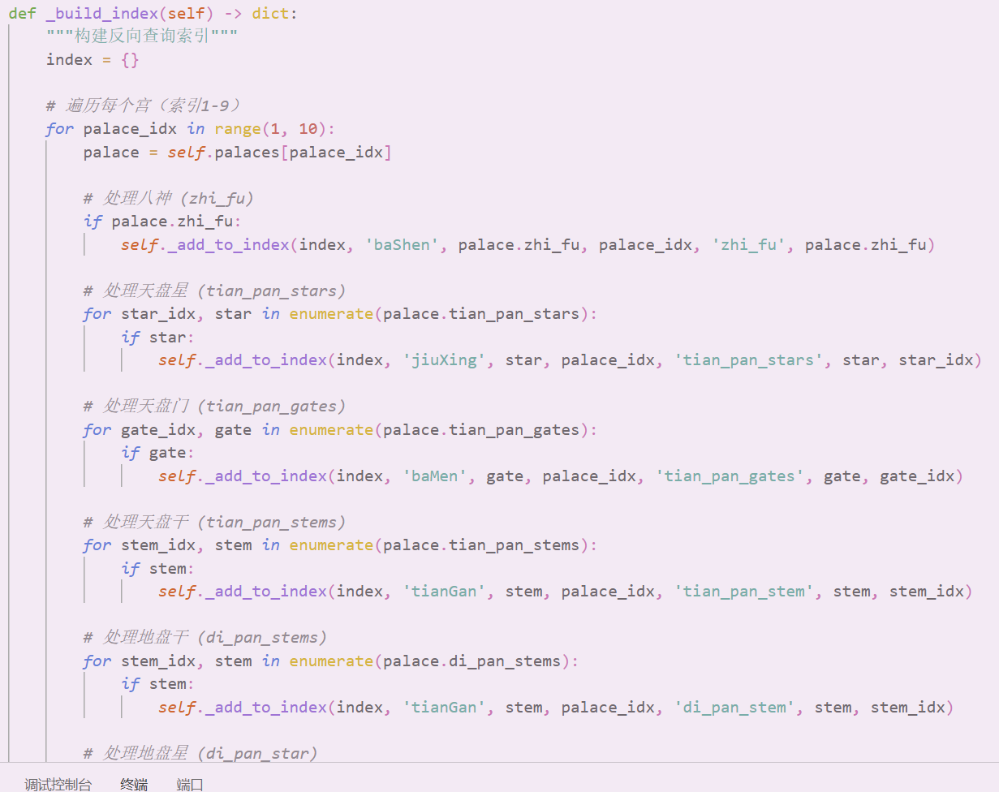 def _build_index(self) -> dict:
    """构建反向查询索引"""
    index = {}

    # 遍历每个宫（索引1-9）
    for palace_idx in range(1, 10):
        palace = self.palaces[palace_idx]

        # 处理八神 (zhi_fu)
        if palace.zhi_fu:
            self._add_to_index(index, 'baShen', palace.zhi_fu, palace_idx, 'zhi_fu', palace.zhi_fu)

        # 处理天盘星 (tian_pan_stars)
        for star_idx, star in enumerate(palace.tian_pan_stars):
            if star:
                self._add_to_index(index, 'jiuXing', star, palace_idx, 'tian_pan_stars', star, star_idx)

        # 处理天盘门 (tian_pan_gates)
        for gate_idx, gate in enumerate(palace.tian_pan_gates):
            if gate:
                self._add_to_index(index, 'baMen', gate, palace_idx, 'tian_pan_gates', gate, gate_idx)

        # 处理天盘干 (tian_pan_stems)
        for stem_idx, stem in enumerate(palace.tian_pan_stems):
            if stem:
                self._add_to_index(index, 'tianGan', stem, palace_idx, 'tian_pan_stem', stem, stem_idx)

        # 处理地盘干 (di_pan_stems)
        for stem_idx, stem in enumerate(palace.di_pan_stems):
            if stem:
                self._add_to_index(index, 'tianGan', stem, palace_idx, 'di_pan_stem', stem, stem_idx)

        # 处理地盘星 (di_pan_star)
调试控制台 终端 端口